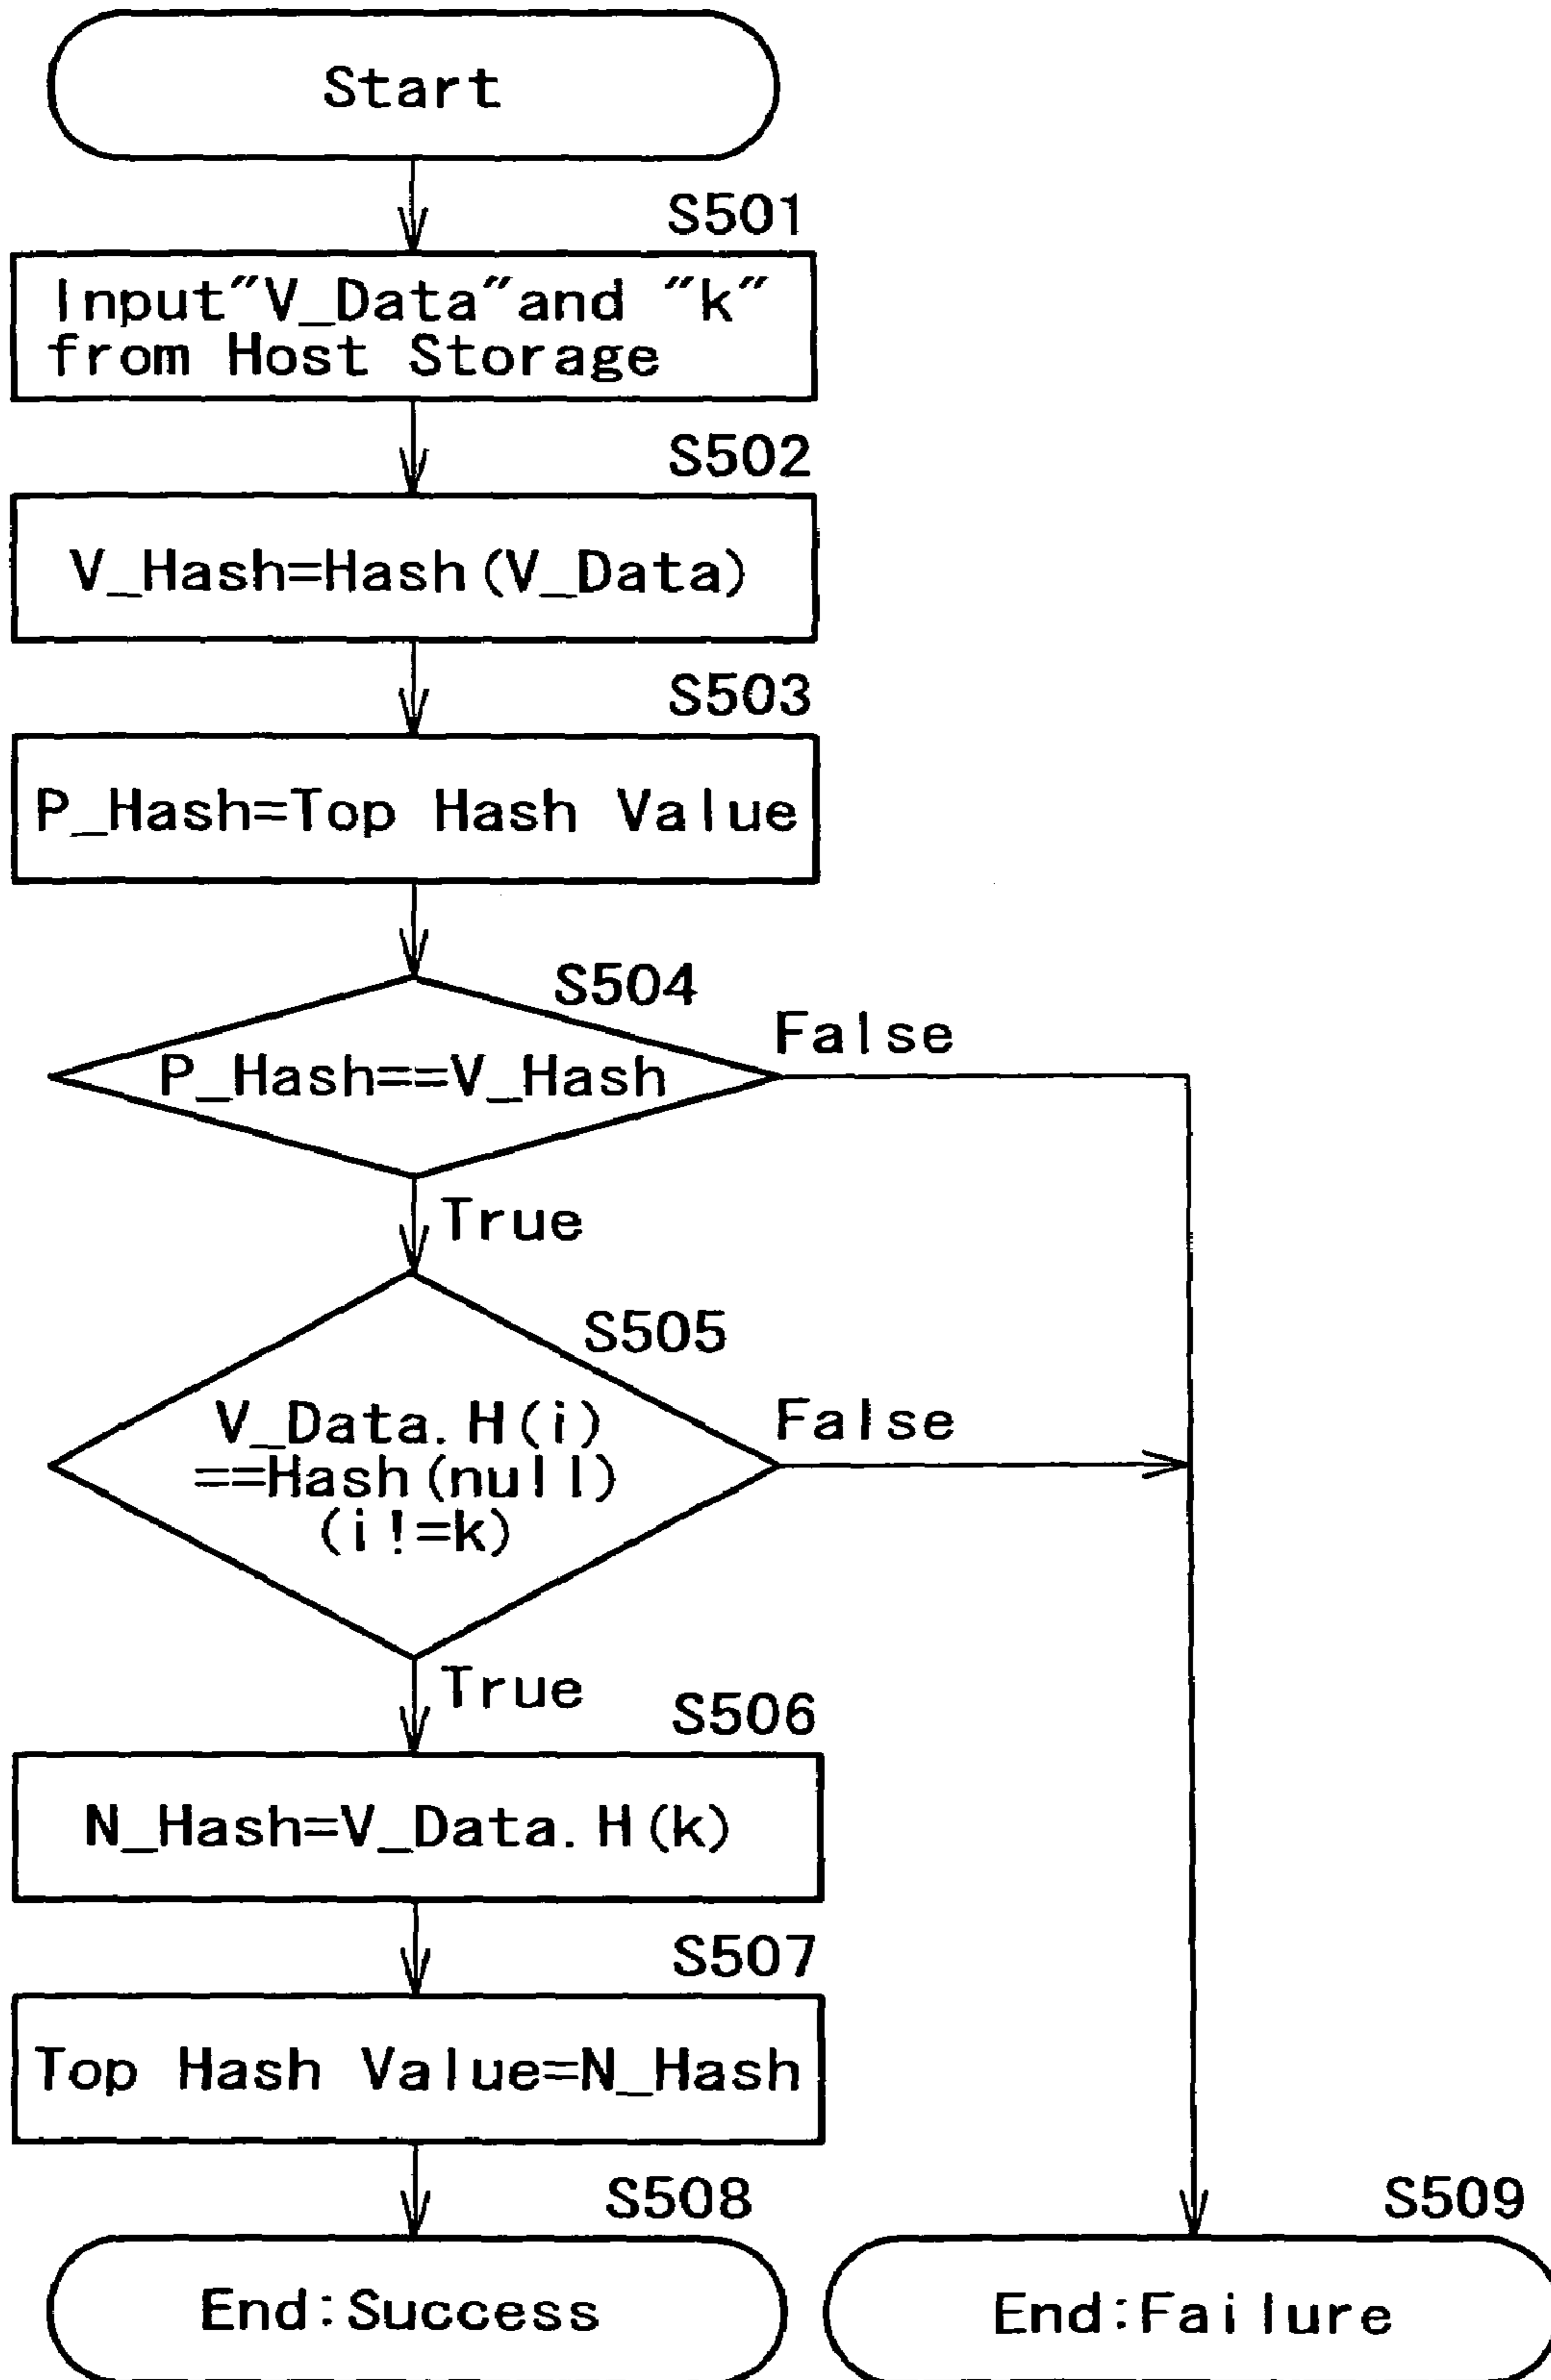 Start
S501
Input"V_Data"and "k"
from Host Storage
S502
V_Hash=Hash(V_Data)
S503
P_Hash=Top Hash Value
S504
False
P_Hash==V_Hash
True
S505
V_Data.H(i)
==Hash(null)
(i!=k)
False
True
S506
N_Hash=V_Data.H(k)
S507
Top Hash Value=N_Hash
S508
End:Success
S509
End:Failure